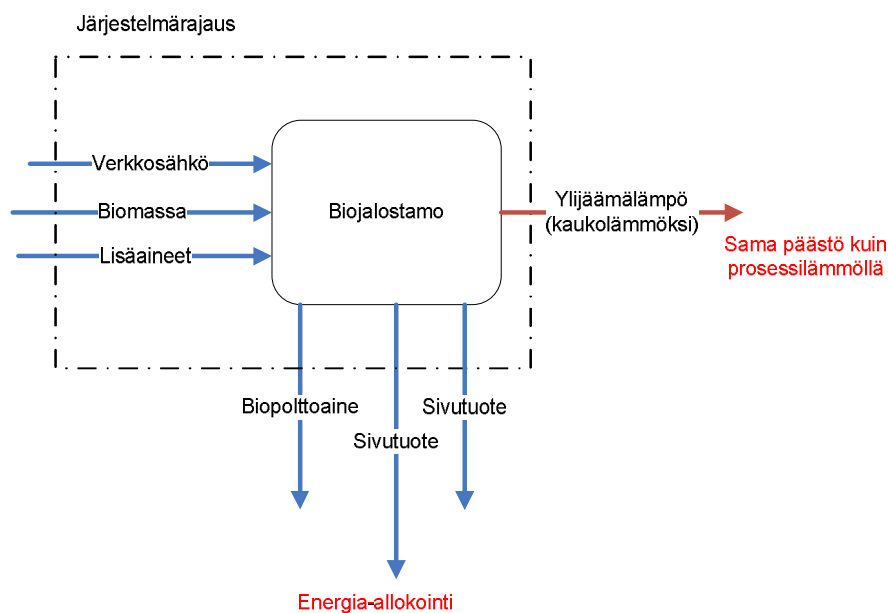 Järjestelmärajaus
Verkkosähkö
Biomassa
Lisäaineet
Biojalostamo
Ylijäämälämpö
(kaukolämmöksi)
Sama päästö kuin
prosessilämmöllä
Biopolttoaine
Sivutuote
Sivutuote
Energia-allokointi